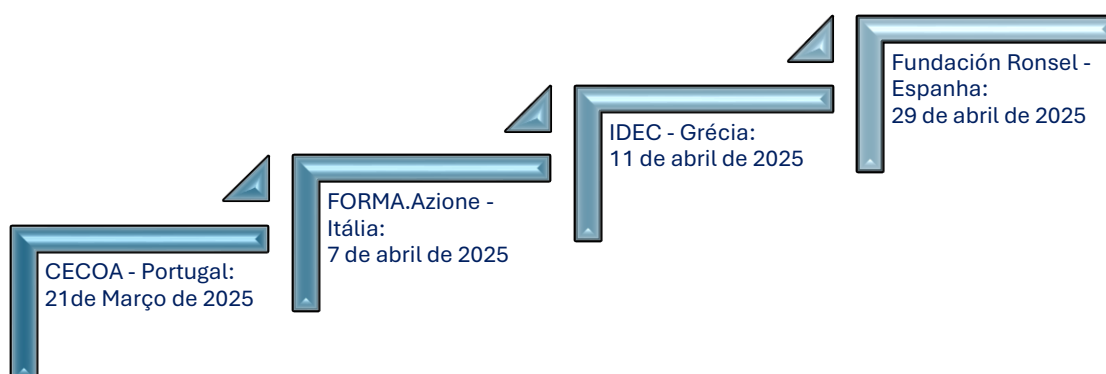 CECOA - Portugal:
21de Março de 2025
FORMA.Azione -
Itália:
7 de abril de 2025
IDEC - Grécia:
11 de abril de 2025
Fundación Ronsel -
Espanha:
29 de abril de 2025